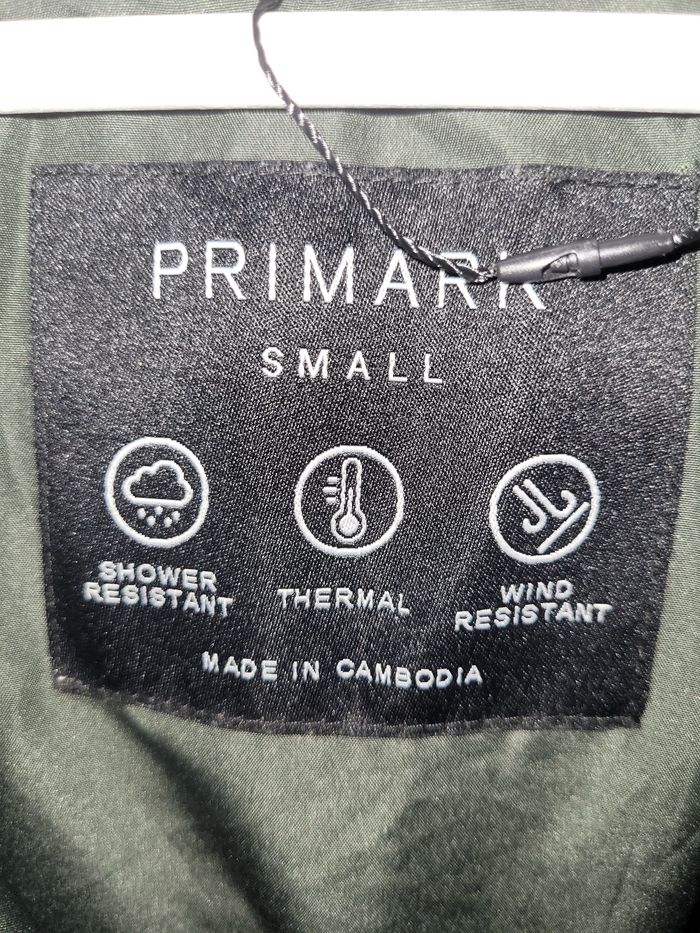 PRIMARK
SMALL
SHOWER
RESISTANT
THERMAL
WIND
RESISTANT
MADE IN CAMBODIA